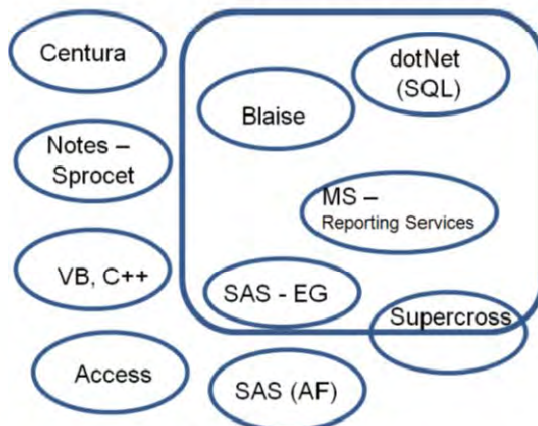 Centura
dotNet
(SQL)
Blaise
Notes –
Sprocet
MS –
Reporting Services
VB, C++
SAS - EG
Supercross
Access
SAS (AF)